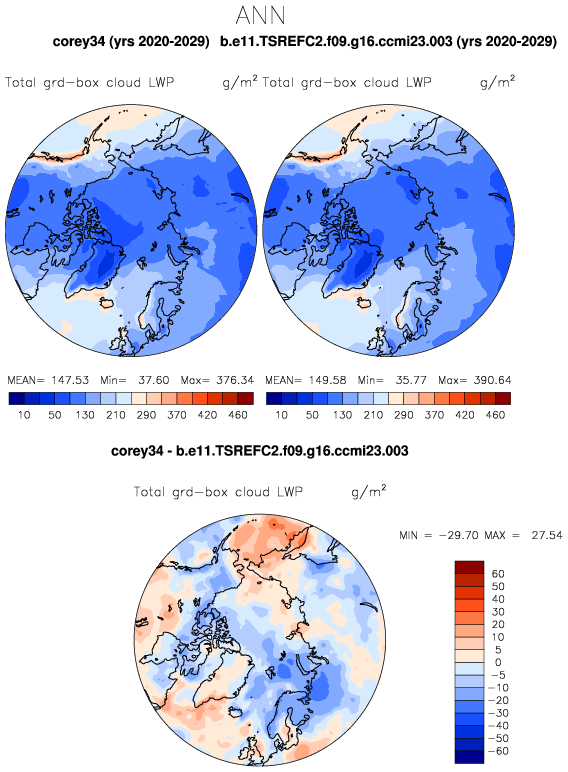 ANN
corey34 (yrs 2020-2029) b.e11.TSREFC2.f09.g16.ccmi23.003 (yrs 2020-2029)
Total grd-box cloud LWP g/m² Total grd-box cloud LWP g/m²
MEAN= 147.53 Min= 37.60 Max= 376.34 MEAN= 149.58 Min= 35.77 Max= 390.64
10 50 130 210 290 370 420 460 10 50 130 210 290 370 420 460
corey34 - b.e11.TSREFC2.f09.g16.ccmi23.003
Total grd-box cloud LWP g/m²
MIN = -29.70 MAX = 27.54
60
50
40
30
20
10
5
0
-5
-10
-20
-30
-40
-50
-60